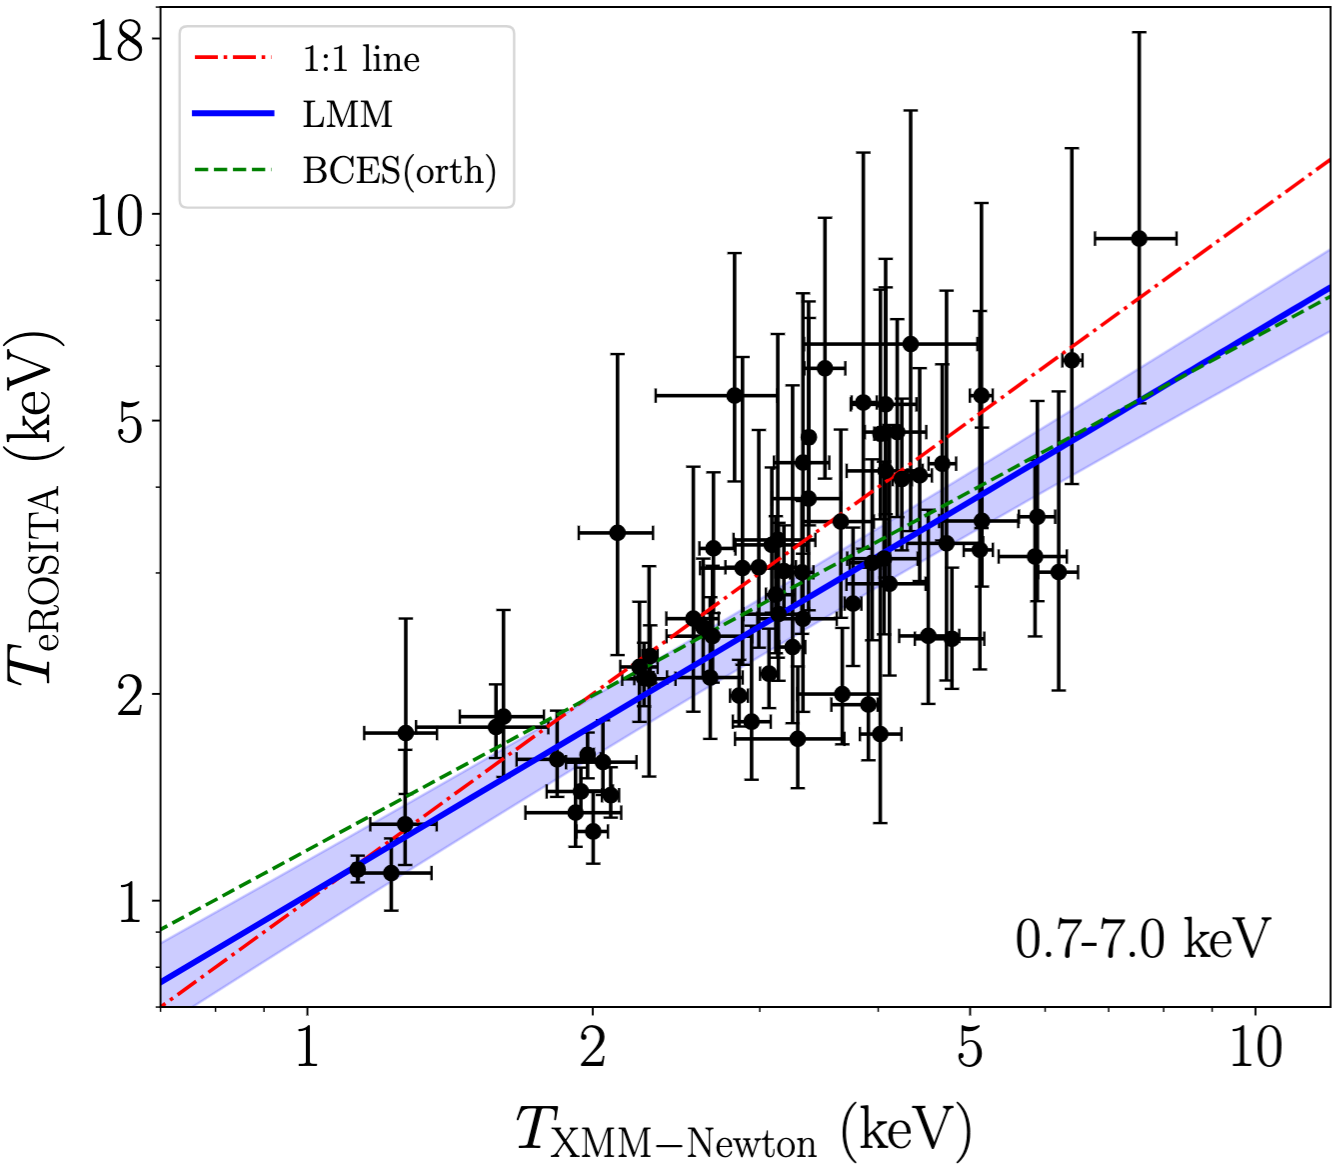 1:1 line
LMM
BCES(orth)
18
10
5
2
1
T_eROSITA (keV)
0.7-7.0 keV
1 2 5 10
T_XMM−Newton (keV)